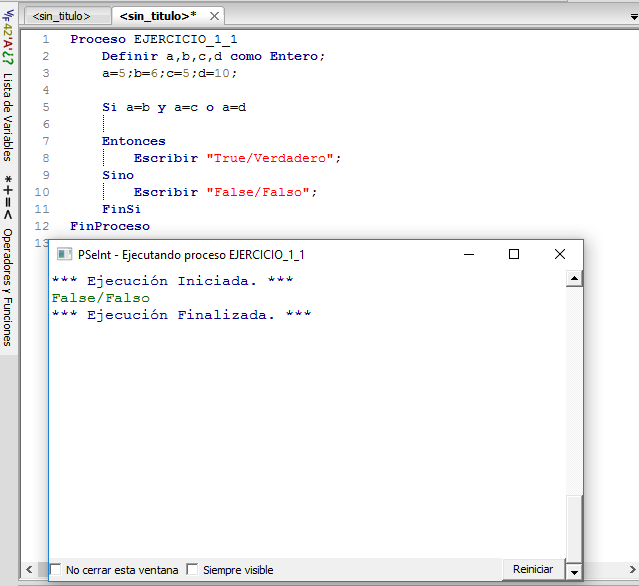 <sin_titulo>
<sin_titulo>*
42'A'¿?
Lista de Variables
*+=<
Operadores y Funciones
1 Proceso EJERCICIO_1_1
2 Definir a,b,c,d como Entero;
3 a=5;b=6;c=5;d=10;
4
5 Si a=b y a=c o a=d
6
7 Entonces
8 Escribir "True/Verdadero";
9 Sino
10 Escribir "False/Falso";
11 FinSi
12 FinProceso
13
PSeInt - Ejecutando proceso EJERCICIO_1_1
*** Ejecución Iniciada. ***
False/Falso
*** Ejecución Finalizada. ***
No cerrar esta ventana
Siempre visible
Reiniciar